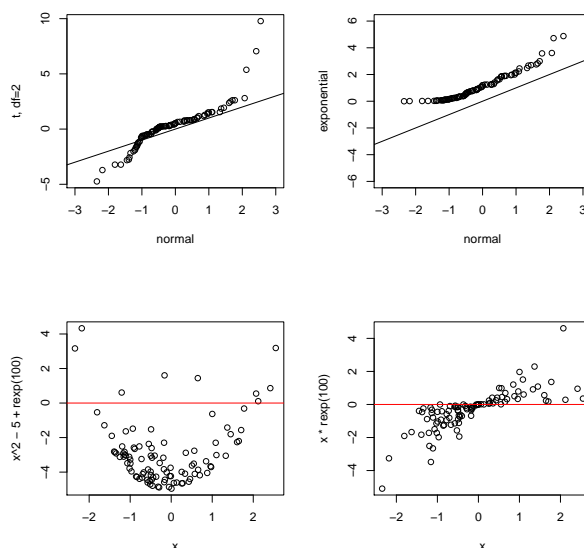 t, df=2
10
5
0
−5
−3 −2 −1 0 1 2 3
normal
exponential
6
4
2
0
−2
−4
−6
−3 −2 −1 0 1 2 3
normal
x^2 − 5 + rexp(100)
4
2
0
−2
−4
−2 −1 0 1 2
x
x * rexp(100)
4
2
0
−2
−4
−2 −1 0 1 2
x